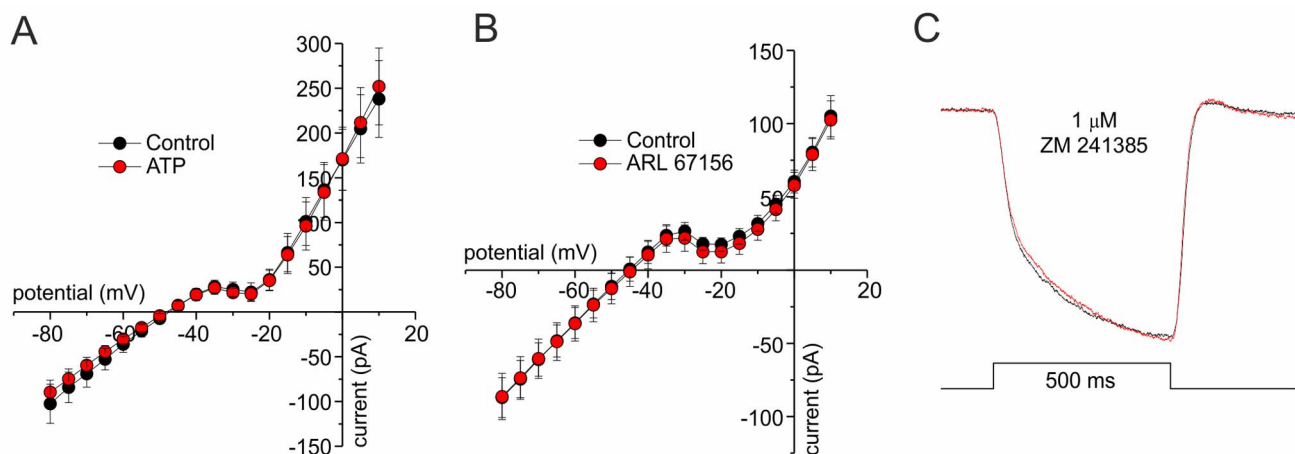 A
300
250
200
150
100
50
-50
-100
-150
Control
ATP
potential (mV)
-80 -60 -40 -20 20
current (pA)
B
150
100
50
-50
-100
Control
ARL 67156
potential (mV)
-80 -60 -40 -20 20
current (pA)
C
1 μM
ZM 241385
500 ms